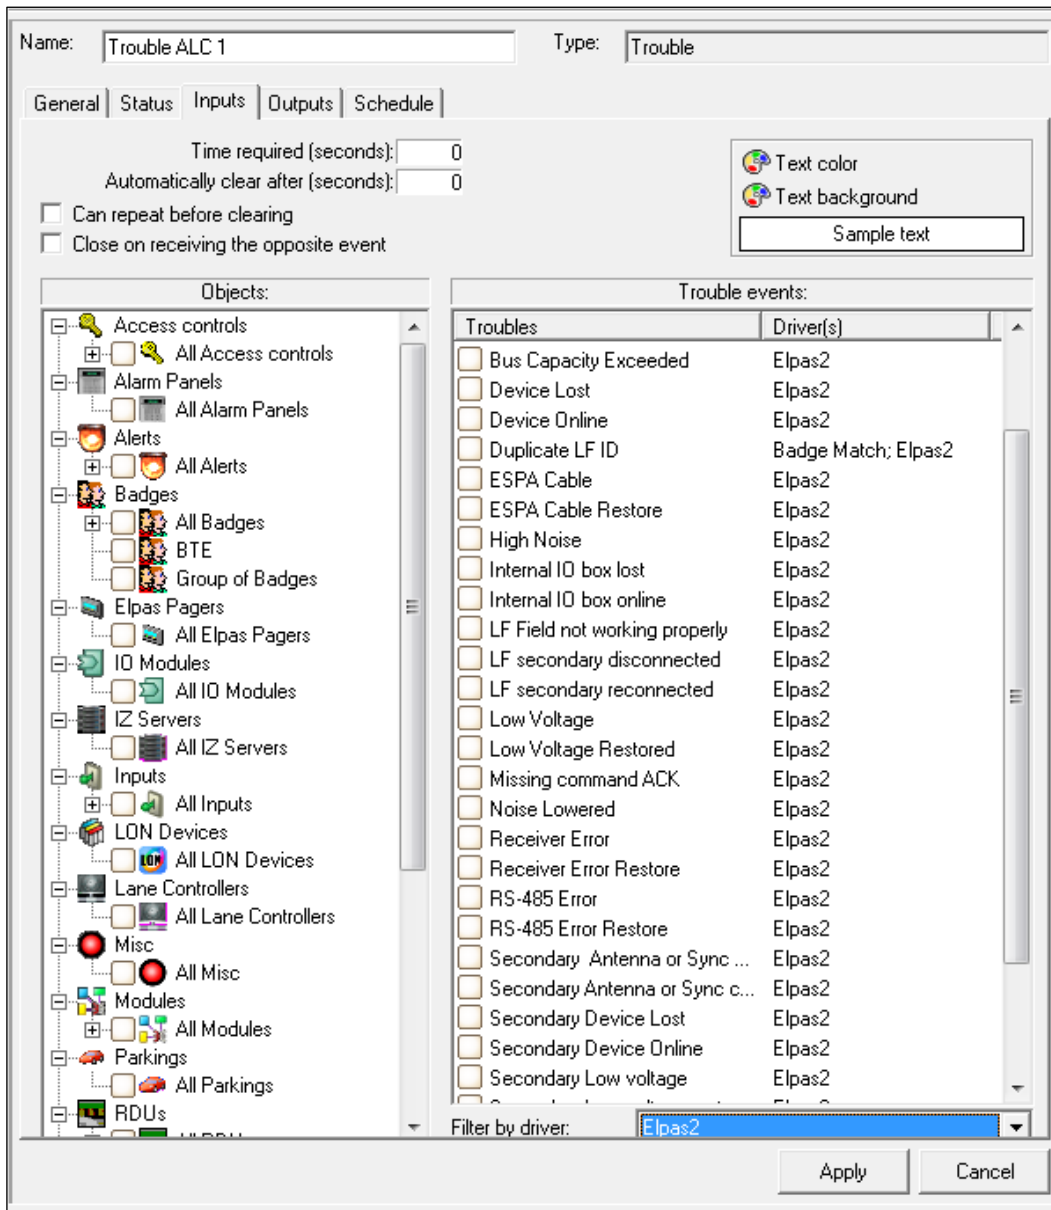 Name: Trouble ALC 1 Type: Trouble
General Status Inputs Outputs Schedule
Time required (seconds): 0
Automatically clear after (seconds): 0
Can repeat before clearing
Close on receiving the opposite event
Text color
Text background
Sample text
Objects:
Access controls
All Access controls
Alarm Panels
All Alarm Panels
Alerts
All Alerts
Badges
All Badges
BTE
Group of Badges
Elpas Pagers
All Elpas Pagers
IO Modules
All IO Modules
IZ Servers
All IZ Servers
Inputs
All Inputs
LON Devices
LON All LON Devices
Lane Controllers
All Lane Controllers
Misc
All Misc
Modules
All Modules
Parkings
All Parkings
RDUs
Trouble events:
Troubles Driver(s)
Bus Capacity Exceeded Elpas2
Device Lost Elpas2
Device Online Elpas2
Duplicate LF ID Badge Match; Elpas2
ESPA Cable Elpas2
ESPA Cable Restore Elpas2
High Noise Elpas2
Internal IO box lost Elpas2
Internal IO box online Elpas2
LF Field not working properly Elpas2
LF secondary disconnected Elpas2
LF secondary reconnected Elpas2
Low Voltage Elpas2
Low Voltage Restored Elpas2
Missing command ACK Elpas2
Noise Lowered Elpas2
Receiver Error Elpas2
Receiver Error Restore Elpas2
RS-485 Error Elpas2
RS-485 Error Restore Elpas2
Secondary Antenna or Sync ... Elpas2
Secondary Antenna or Sync c... Elpas2
Secondary Device Lost Elpas2
Secondary Device Online Elpas2
Secondary Low voltage Elpas2
Filter by driver: Elpas2
Apply Cancel